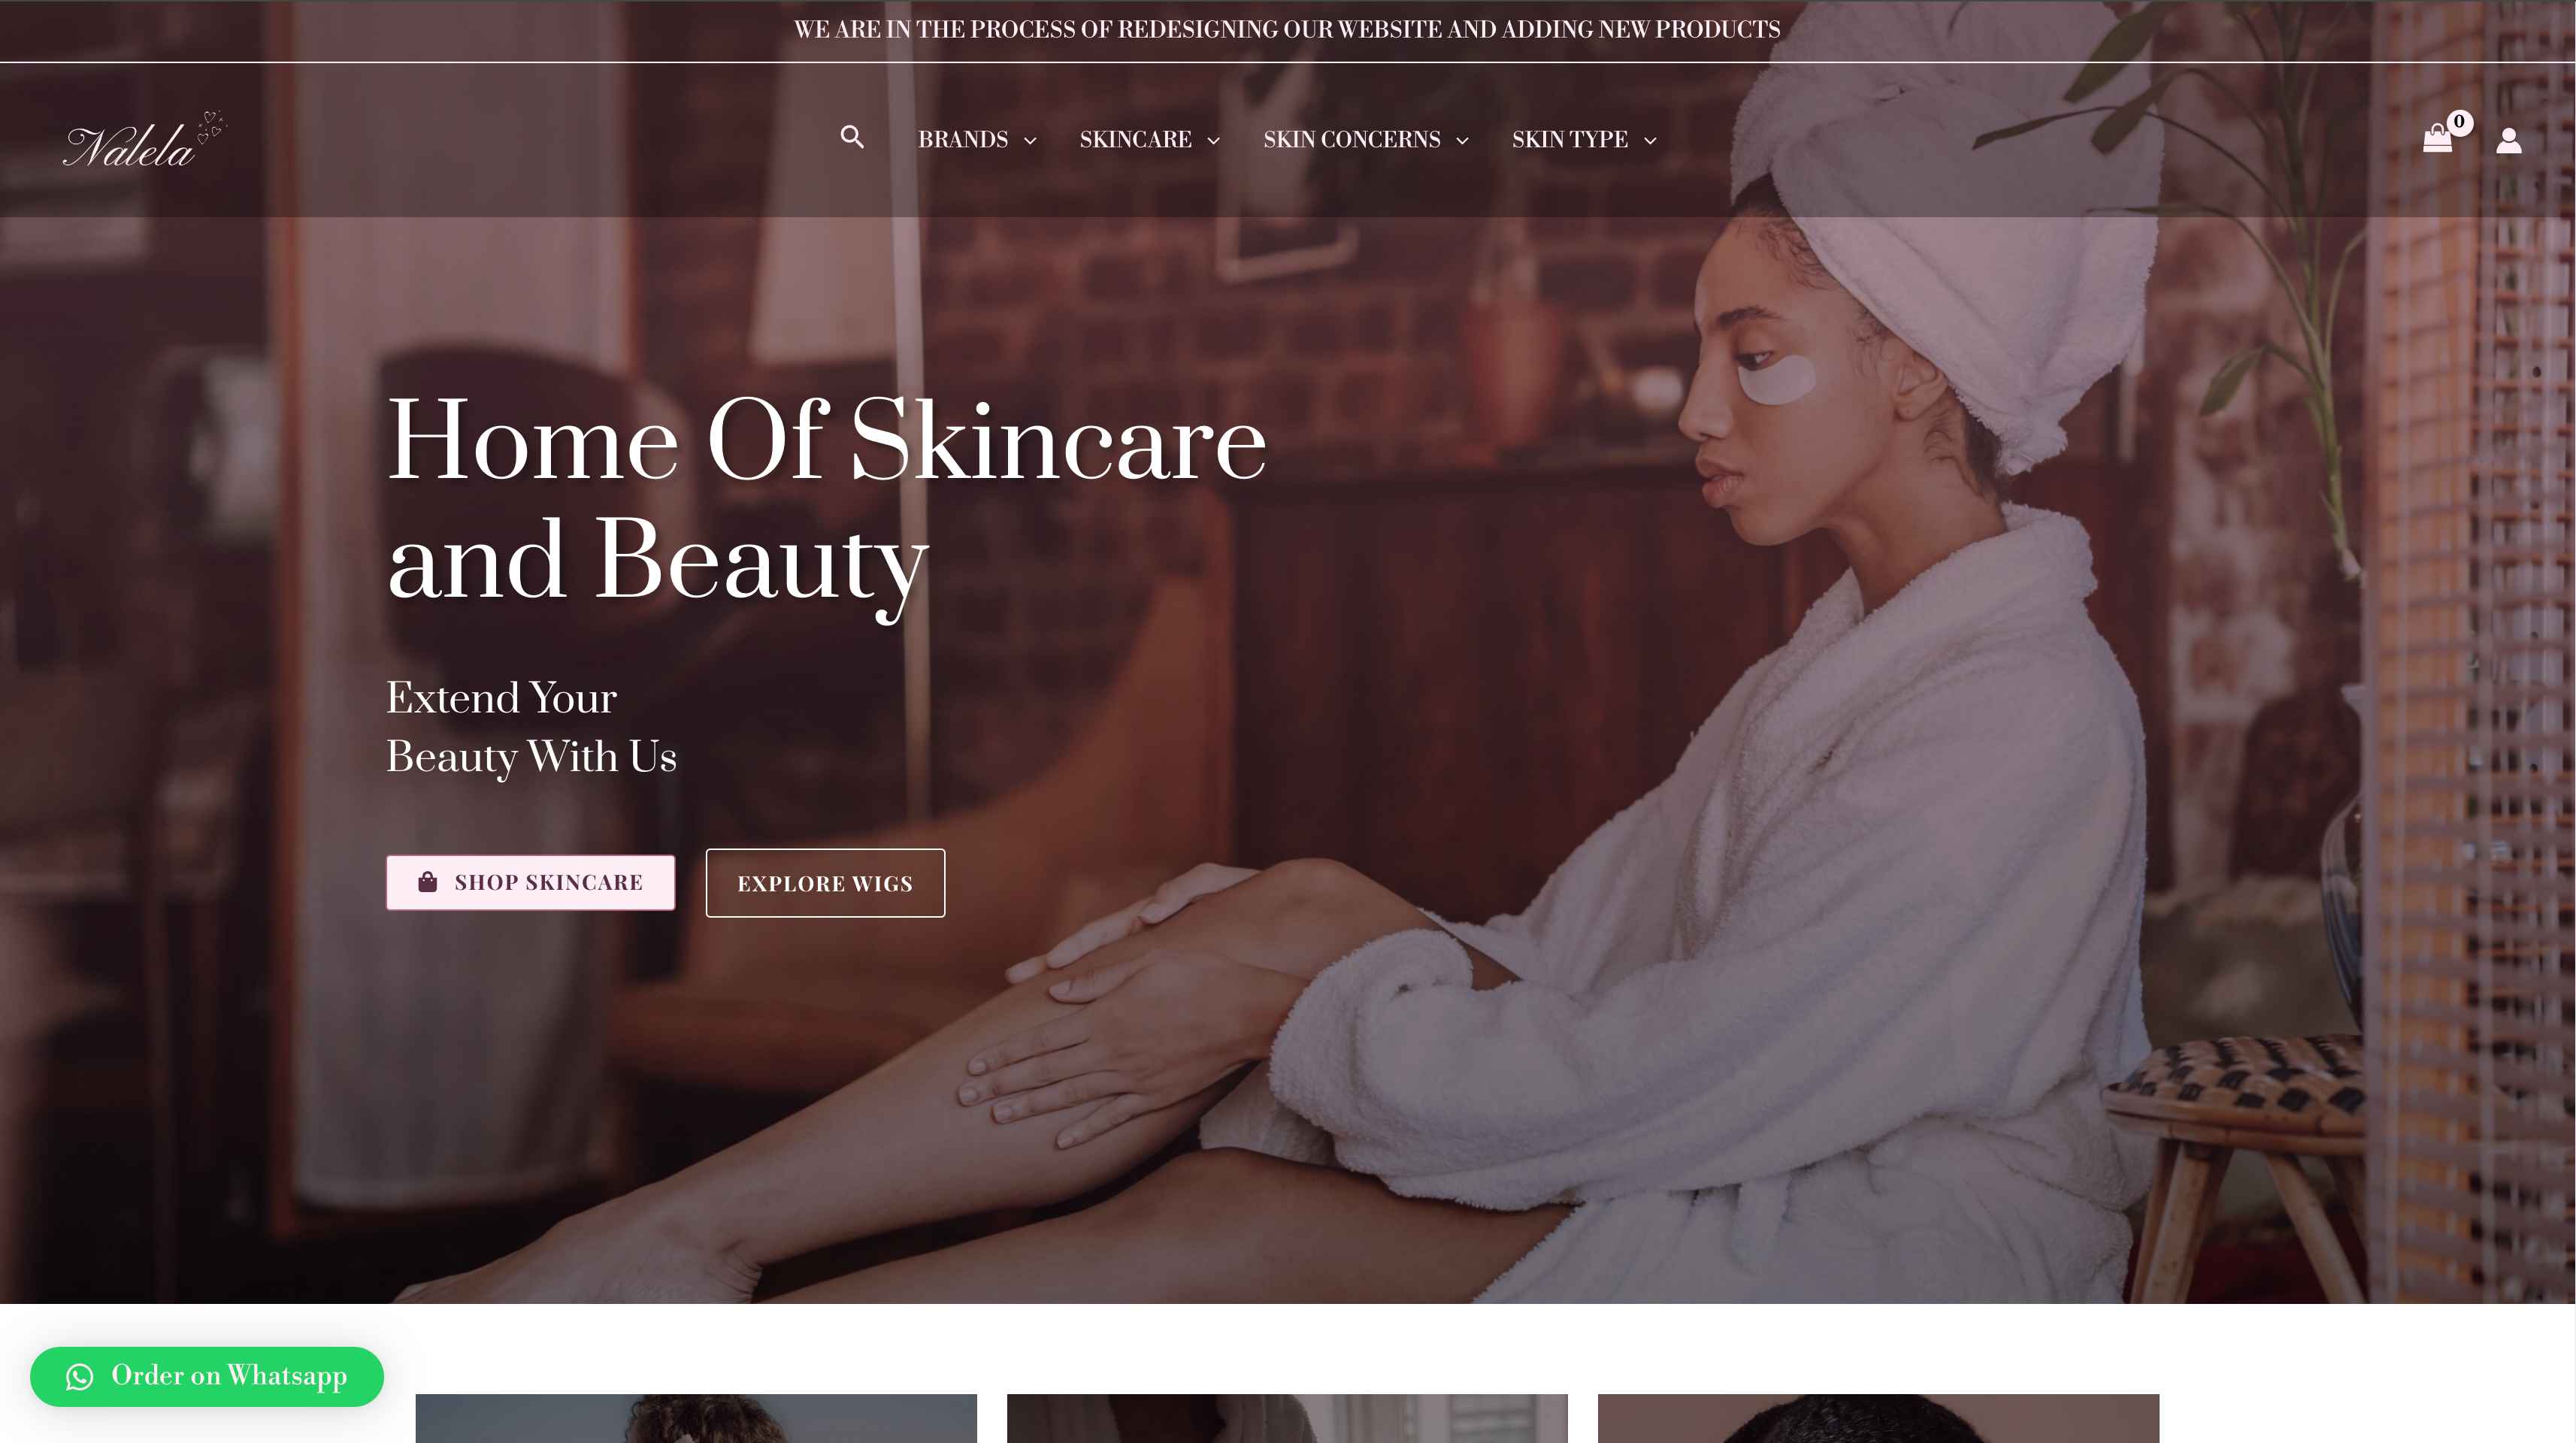 WE ARE IN THE PROCESS OF REDESIGNING OUR WEBSITE AND ADDING NEW PRODUCTS
Nalela
BRANDS
SKINCARE
SKIN CONCERNS
SKIN TYPE
0
Home Of Skincare
and Beauty
Extend Your
Beauty With Us
SHOP SKINCARE
EXPLORE WIGS
Order on Whatsapp